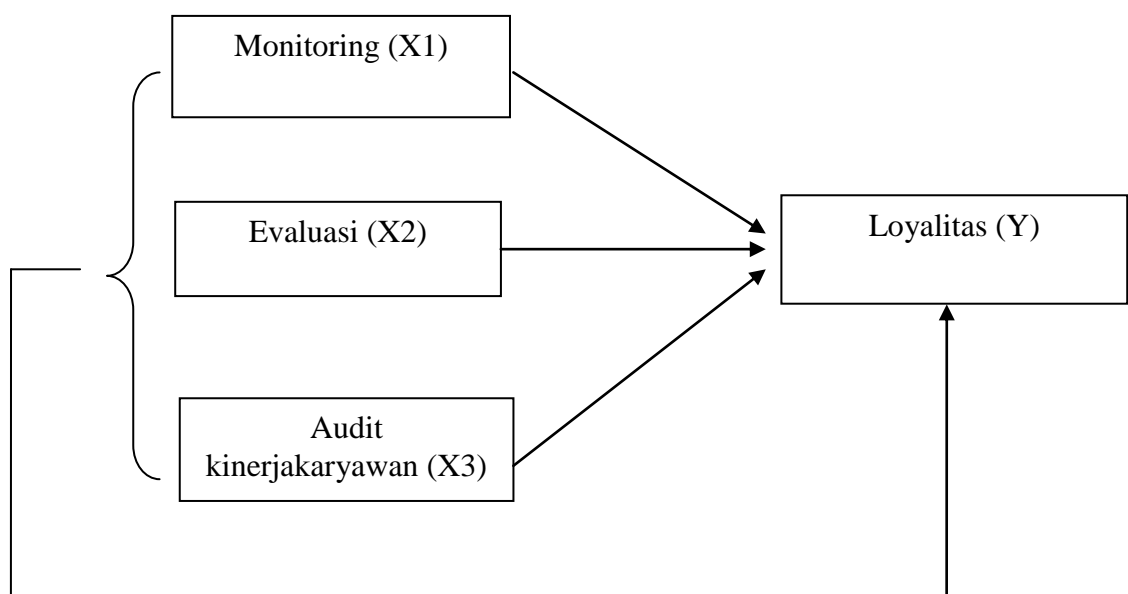 Monitoring (X1)
Evaluasi (X2)
Loyalitas (Y)
Audit
kinerjakaryawan (X3)